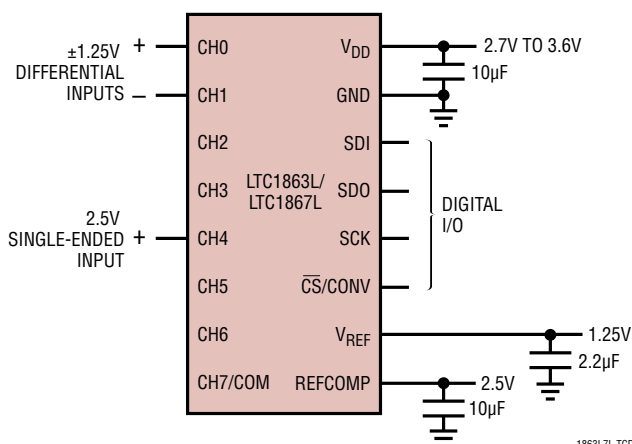 ±1.25V
DIFFERENTIAL
INPUTS
+
–
2.5V
SINGLE-ENDED
INPUT
+
CH0
CH1
CH2
CH3
CH4
CH5
CH6
CH7/COM
LTC1863L/
LTC1867L
VDD
GND
SDI
SDO
SCK
CS/CONV
VREF
REFCOMP
2.7V TO 3.6V
10µF
DIGITAL
I/O
1.25V
2.2µF
2.5V
10µF